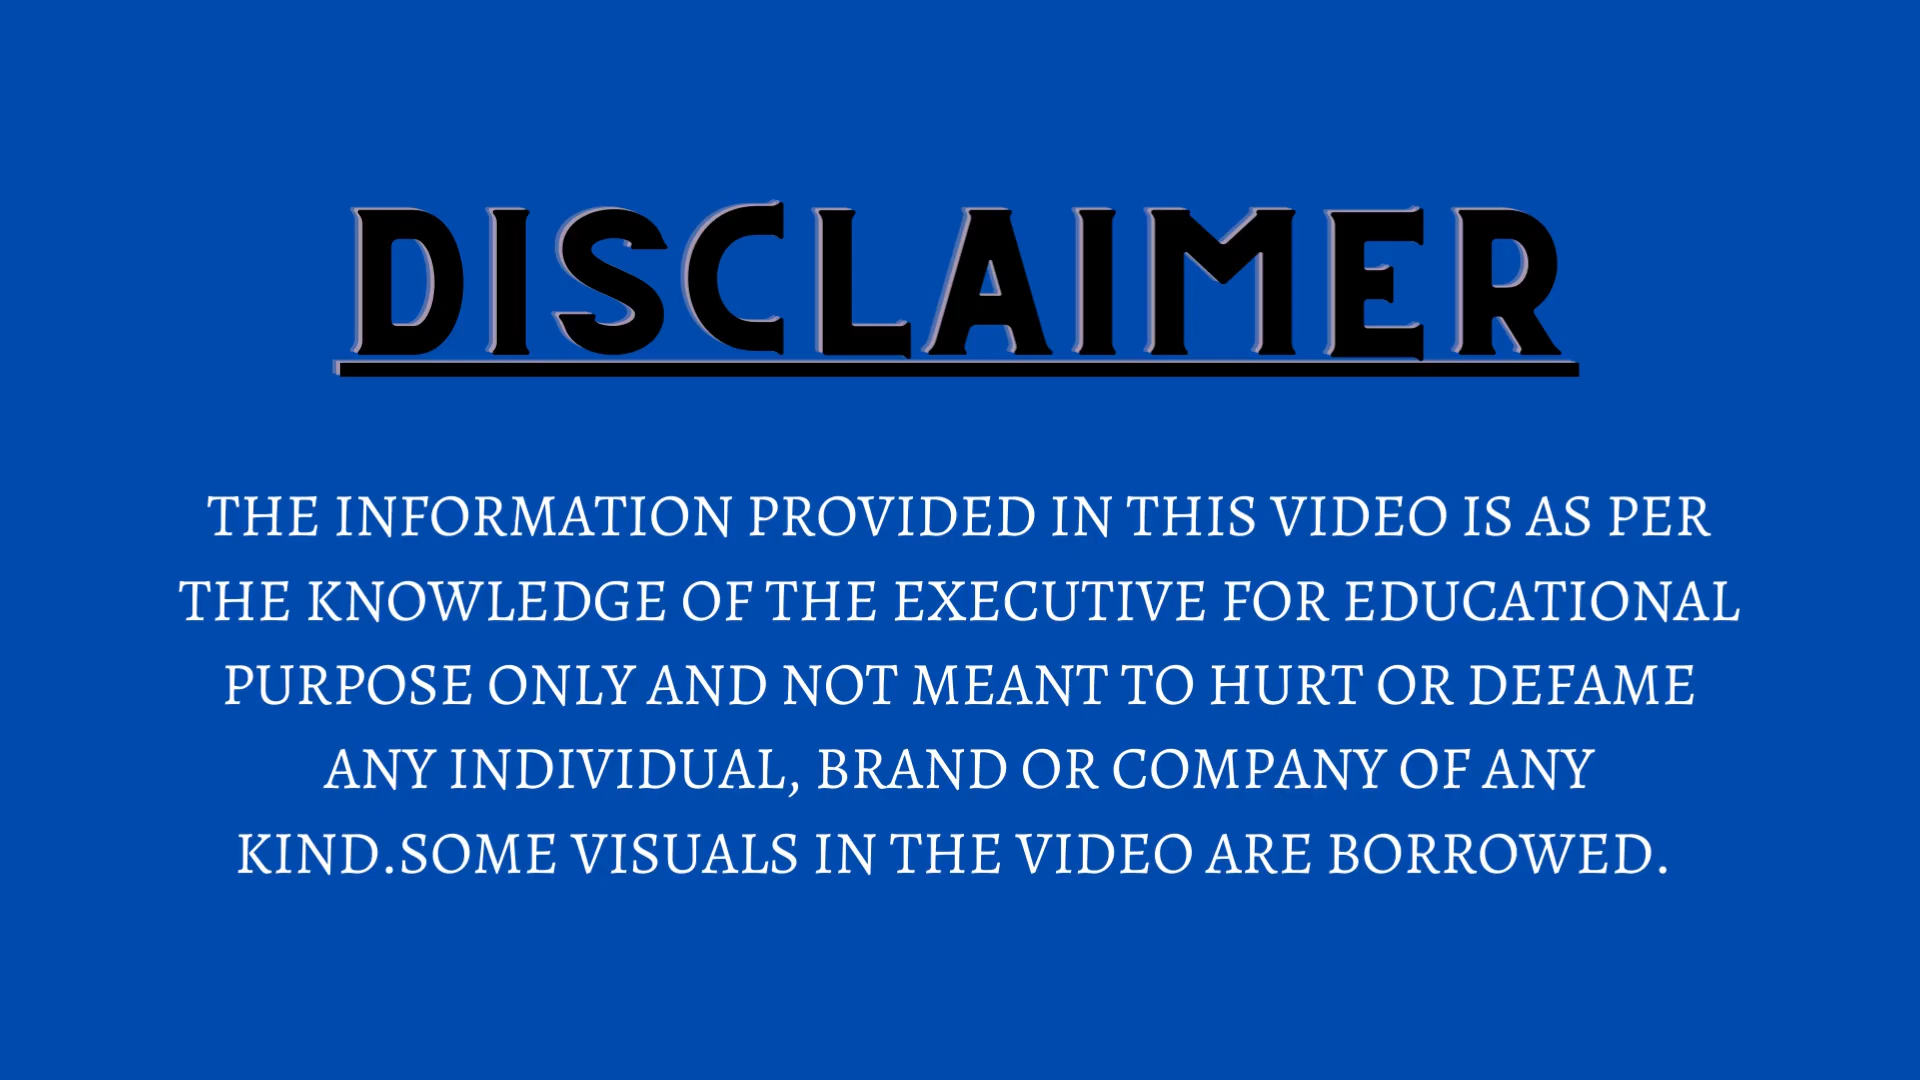 DISCLAIMER
THE INFORMATION PROVIDED IN THIS VIDEO IS AS PER
THE KNOWLEDGE OF THE EXECUTIVE FOR EDUCATIONAL
PURPOSE ONLY AND NOT MEANT TO HURT OR DEFAME
ANY INDIVIDUAL, BRAND OR COMPANY OF ANY
KIND.SOME VISUALS IN THE VIDEO ARE BORROWED.